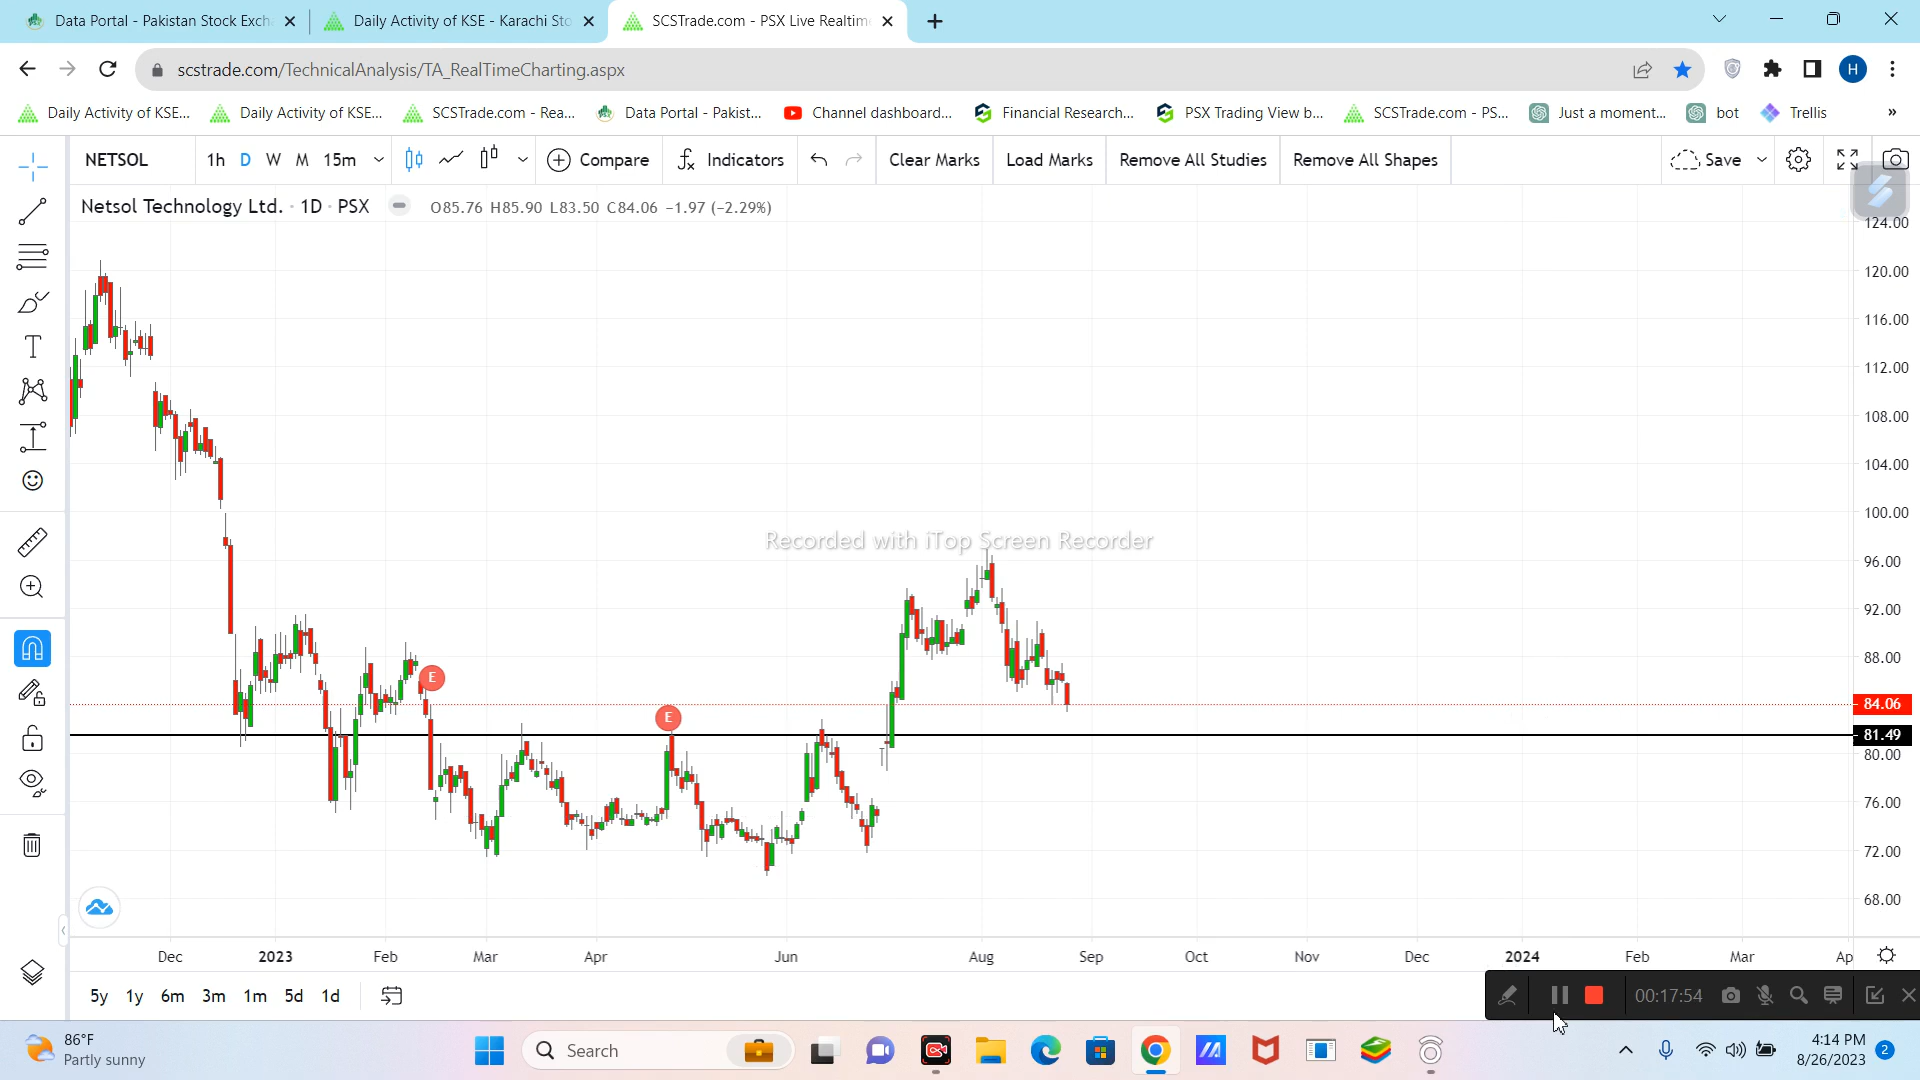 Data Portal - Pakistan Stock Exch
Daily Activity of KSE - Karachi Sto
SCSTrade.com - PSX Live Realtim
scstrade.com/TechnicalAnalysis/TA_RealTimeCharting.aspx
H
Daily Activity of KSE...
Daily Activity of KSE...
SCSTrade.com - Rea...
Data Portal - Pakist...
Channel dashboard...
Financial Research...
PSX Trading View b...
SCSTrade.com - PS...
Just a moment...
bot
Trellis
»
NETSOL
1h D W M 15m
Compare
Indicators
Clear Marks
Load Marks
Remove All Studies
Remove All Shapes
Save
Netsol Technology Ltd. · 1D · PSX
O85.76 H85.90 L83.50 C84.06 −1.97 (−2.29%)
124.00
120.00
116.00
112.00
108.00
104.00
100.00
96.00
92.00
88.00
84.06
81.49
80.00
76.00
72.00
68.00
Recorded with iTop Screen Recorder
E
E
Dec 2023 Feb Mar Apr Jun Aug Sep Oct Nov Dec 2024 Feb Mar Ap
5y 1y 6m 3m 1m 5d 1d
00:17:54
86°F
Partly sunny
Search
4:14 PM
8/26/2023
2